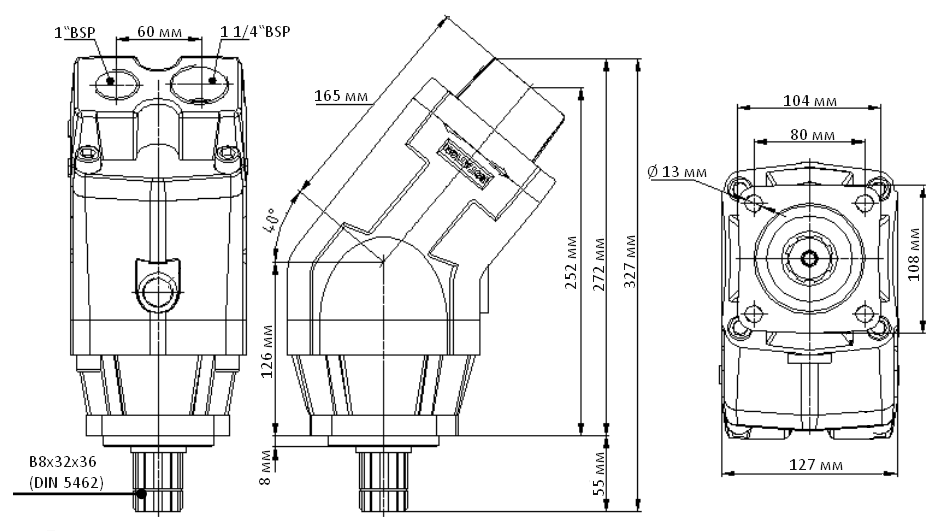 1"BSP
60 мм
1 1/4"BSP
165 мм
40°
126 мм
8 мм
252 мм
272 мм
327 мм
55 мм
B8x32x36
(DIN 5462)
104 мм
80 мм
Ø 13 мм
108 мм
127 мм